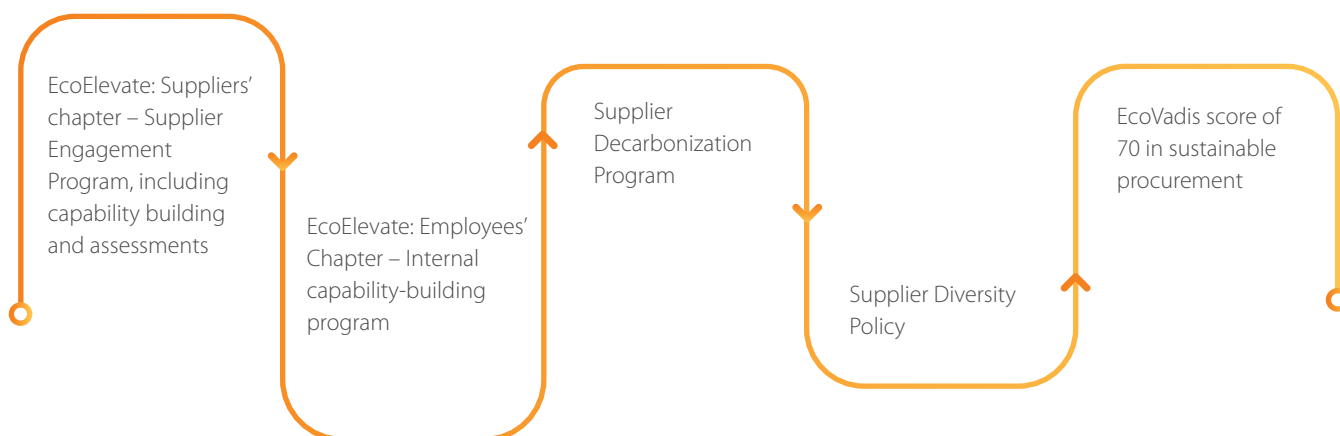 EcoElevate: Suppliers’
chapter – Supplier
Engagement
Program, including
capability building
and assessments
EcoElevate: Employees’
Chapter – Internal
capability-building
program
Supplier
Decarbonization
Program
Supplier Diversity
Policy
EcoVadis score of
70 in sustainable
procurement